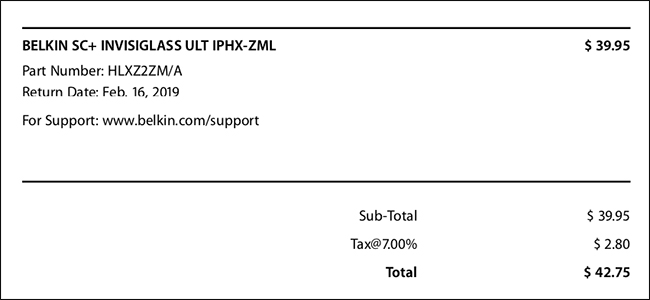 BELKIN SC+ INVISIGLASS ULT IPHX-ZML $ 39.95
Part Number: HLXZ2ZM/A
Return Date: Feb. 16, 2019
For Support: www.belkin.com/support
Sub-Total $ 39.95
Tax@7.00% $ 2.80
Total $ 42.75